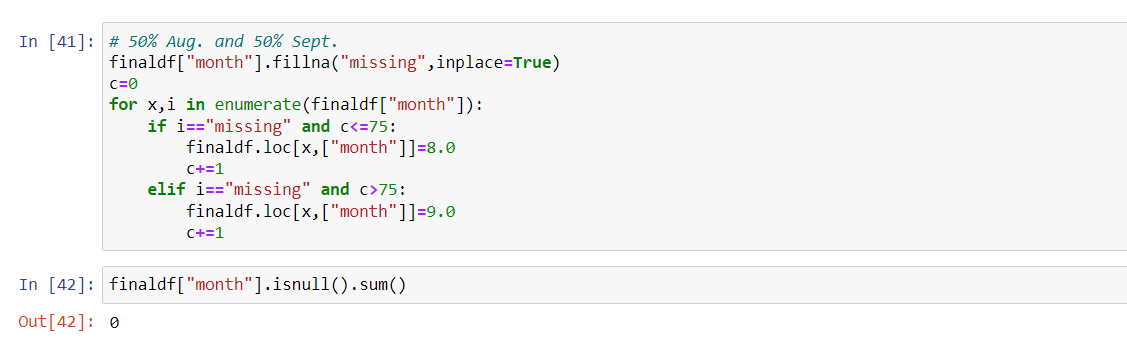 In [41]: # 50% Aug. and 50% Sept.
finaldf["month"].fillna("missing",inplace=True)
c=0
for x,i in enumerate(finaldf["month"]):
    if i=="missing" and c<=75:
        finaldf.loc[x,["month"]]=8.0
        c+=1
    elif i=="missing" and c>75:
        finaldf.loc[x,["month"]]=9.0
        c+=1
In [42]: finaldf["month"].isnull().sum()
Out[42]: 0